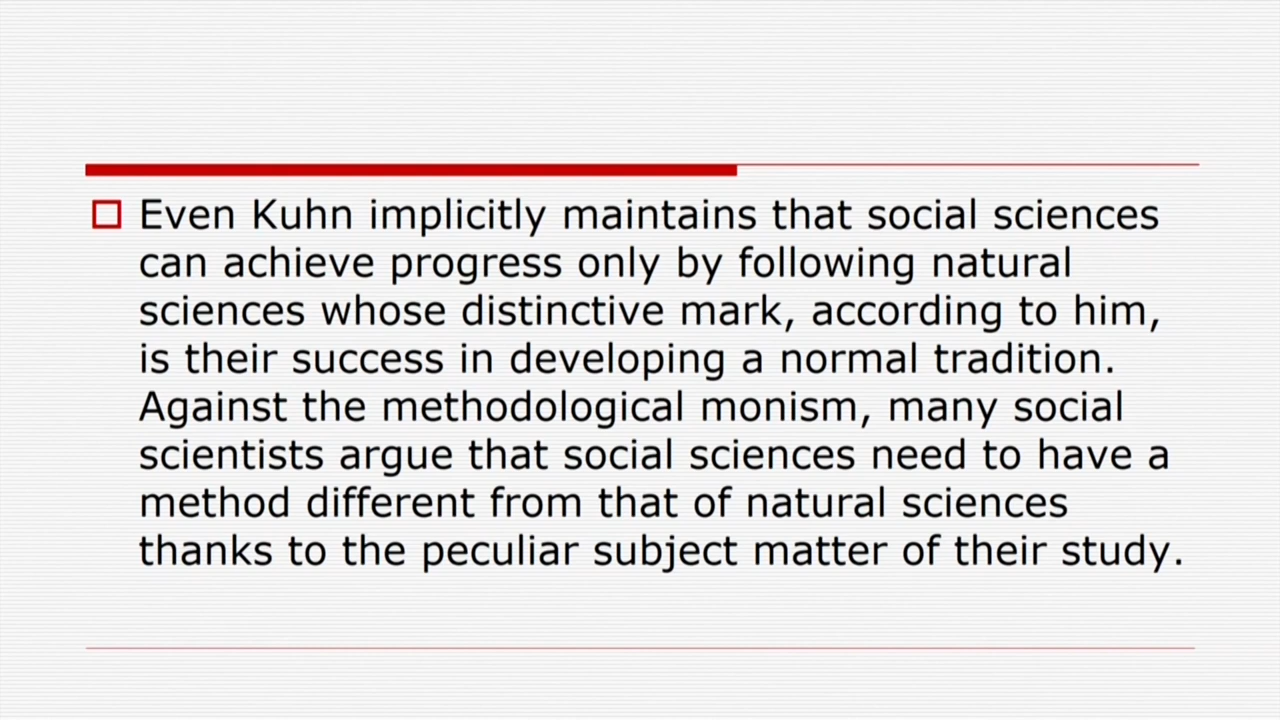 Even Kuhn implicitly maintains that social sciences
can achieve progress only by following natural
sciences whose distinctive mark, according to him,
is their success in developing a normal tradition.
Against the methodological monism, many social
scientists argue that social sciences need to have a
method different from that of natural sciences
thanks to the peculiar subject matter of their study.